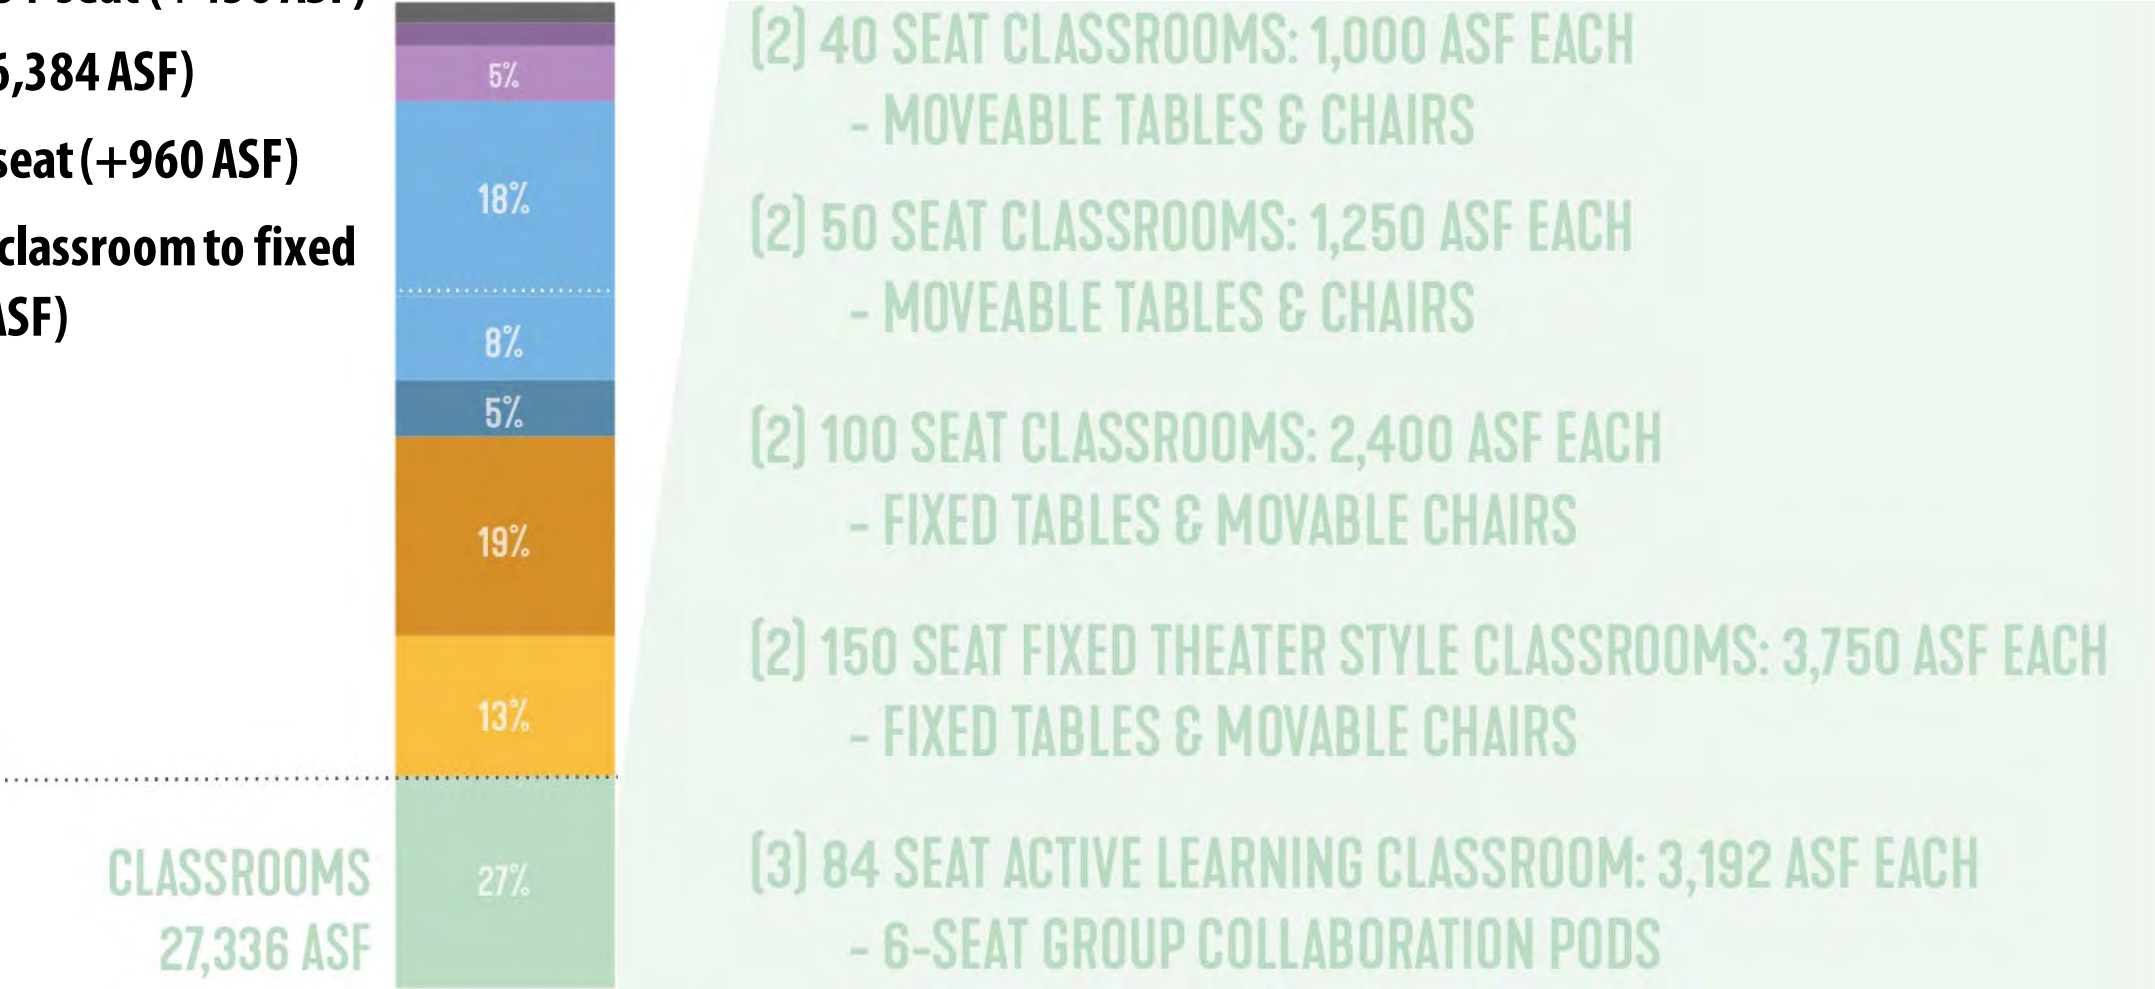 6,384 ASF)
seat (+960 ASF)
classroom to fixed
ASF)
5%
18%
8%
5%
19%
13%
27%
CLASSROOMS
27,336 ASF
(2) 40 SEAT CLASSROOMS: 1,000 ASF EACH
- MOVEABLE TABLES & CHAIRS
(2) 50 SEAT CLASSROOMS: 1,250 ASF EACH
- MOVEABLE TABLES & CHAIRS
(2) 100 SEAT CLASSROOMS: 2,400 ASF EACH
- FIXED TABLES & MOVABLE CHAIRS
(2) 150 SEAT FIXED THEATER STYLE CLASSROOMS: 3,750 ASF EACH
- FIXED TABLES & MOVABLE CHAIRS
(3) 84 SEAT ACTIVE LEARNING CLASSROOM: 3,192 ASF EACH
- 6-SEAT GROUP COLLABORATION PODS